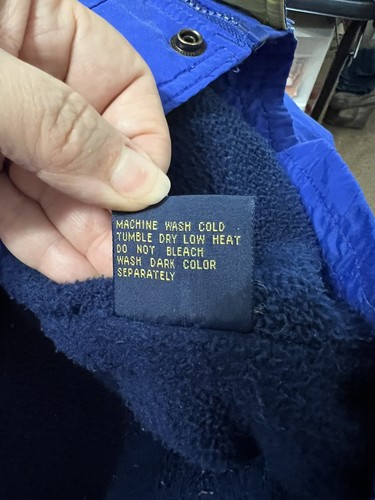 MACHINE WASH COLD
TUMBLE DRY LOW HEAT
DO NOT BLEACH
WASH DARK COLOR
SEPARATELY